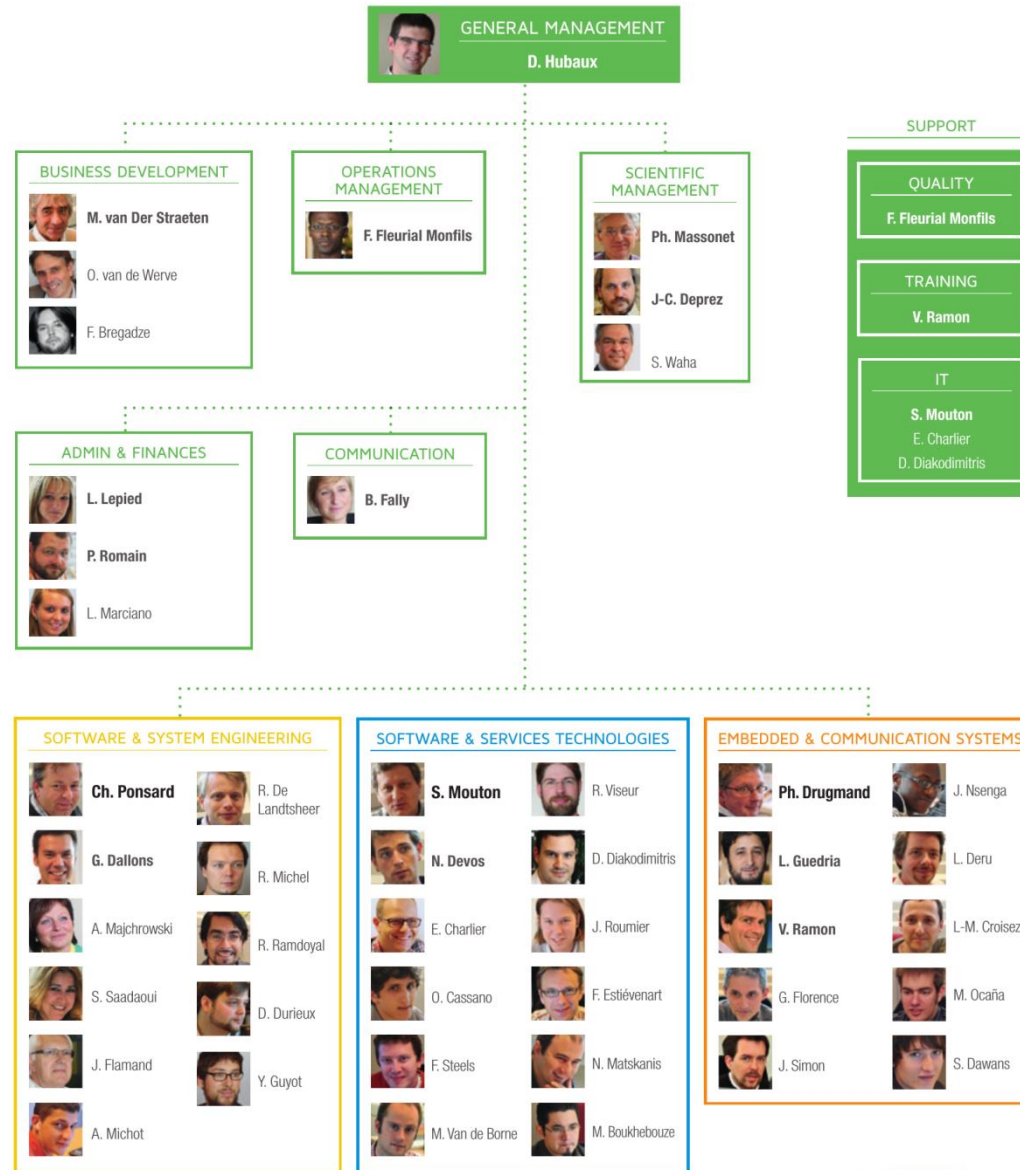 GENERAL MANAGEMENT
D. Hubaux
BUSINESS DEVELOPMENT
M. van Der Straeten
O. van de Werve
F. Bregadze
OPERATIONS
MANAGEMENT
F. Fleurial Monfils
SCIENTIFIC
MANAGEMENT
Ph. Massonet
J-C. Deprez
S. Waha
SUPPORT
QUALITY
F. Fleurial Monfils
TRAINING
V. Ramon
IT
S. Mouton
E. Charlier
D. Diakodimitris
ADMIN & FINANCES
L. Lepied
P. Romain
L. Marciano
COMMUNICATION
B. Fally
SOFTWARE & SYSTEM ENGINEERING
Ch. Ponsard
G. Dallons
A. Majchrowski
S. Saadaoui
J. Flamand
A. Michot
R. De
Landtsheer
R. Michel
R. Ramdoyal
D. Durieux
Y. Guyot
SOFTWARE & SERVICES TECHNOLOGIES
S. Mouton
N. Devos
E. Charlier
O. Cassano
F. Steels
M. Van de Borne
R. Viseur
D. Diakodimitris
J. Roumier
F. Estiévenart
N. Matskanis
M. Boukhebouze
EMBEDDED & COMMUNICATION SYSTEMS
Ph. Drugmand
L. Guedria
V. Ramon
G. Florence
J. Simon
J. Nsenga
L. Deru
L-M. Croisez
M. Ocaña
S. Dawans